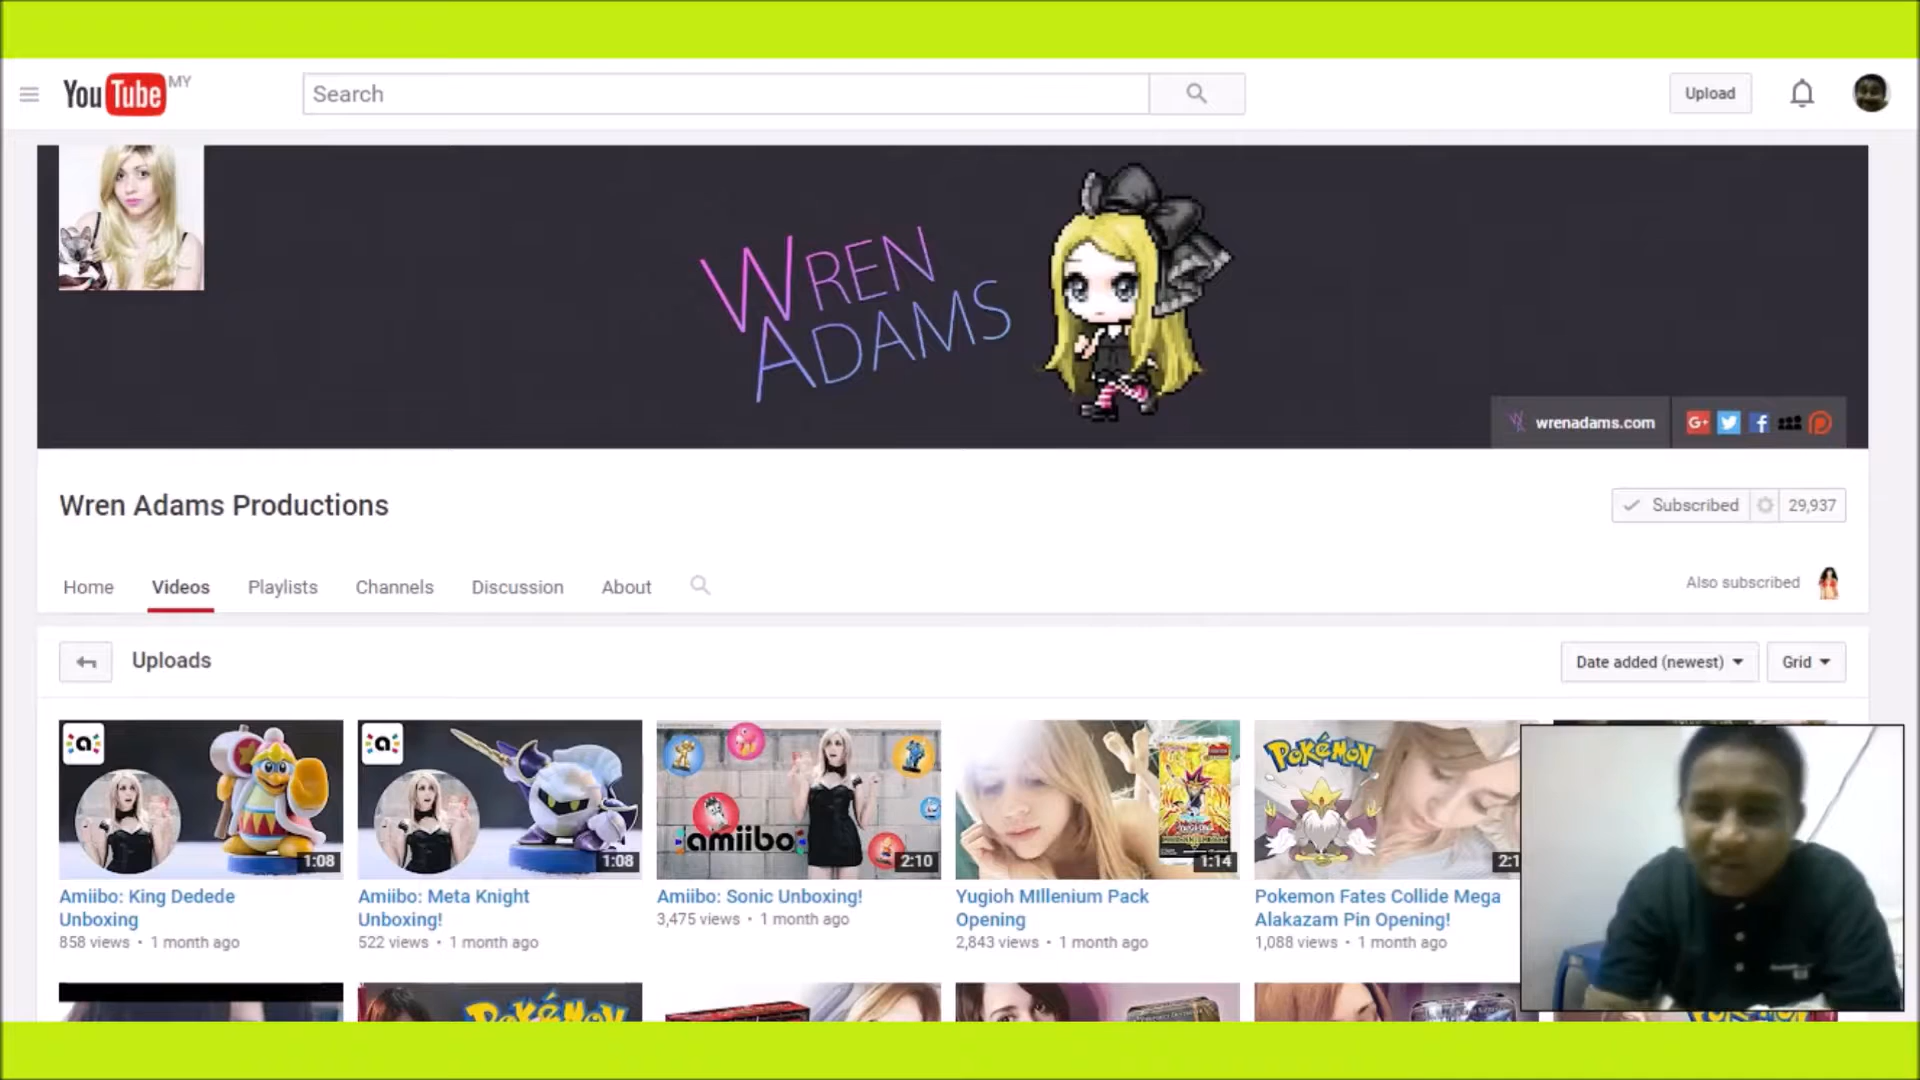 YouTube MY
Search
Upload
WREN
ADAMS
wrenadams.com
G+
Wren Adams Productions
Subscribed 29,937
Home Videos Playlists Channels Discussion About
Also subscribed
Uploads
Date added (newest) Grid
a
1:08
a
1:08
amiibo
2:10
1:14
POKéMON
Amiibo: King Dedede
Unboxing
858 views • 1 month ago
Amiibo: Meta Knight
Unboxing!
522 views • 1 month ago
Amiibo: Sonic Unboxing!
3,475 views • 1 month ago
Yugioh MIllenium Pack
Opening
2,843 views • 1 month ago
Pokemon Fates Collide Mega
Alakazam Pin Opening!
1,088 views • 1 month ago
POKéMON